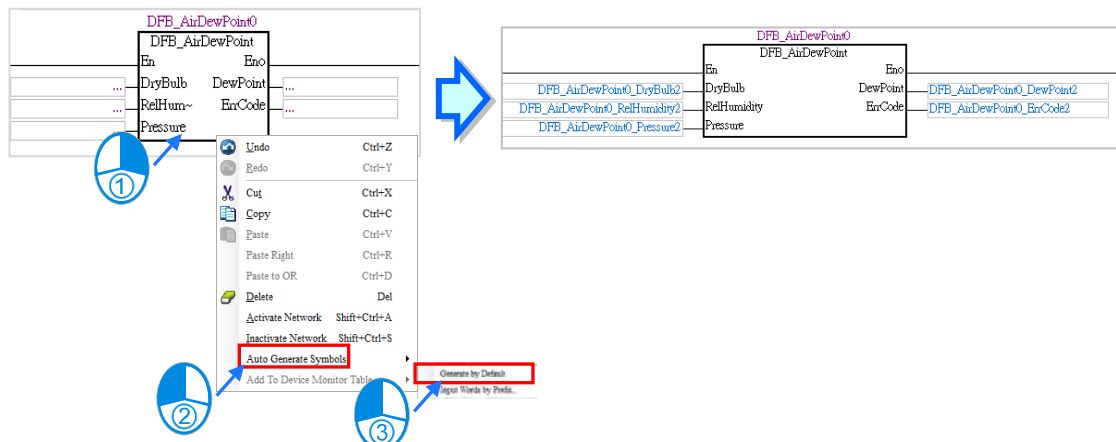 DFB_AirDewPoint0
DFB_AirDewPoint
En Eno
... DryBulb DewPoint ...
... RelHum~ ErrCode ...
Pressure
①
Undo Ctrl+Z
Redo Ctrl+Y
Cut Ctrl+X
Copy Ctrl+C
Paste Ctrl+V
Paste Right Ctrl+R
Paste to OR Ctrl+D
Delete Del
Activate Network Shift+Ctrl+A
Inactivate Network Shift+Ctrl+S
Auto Generate Symbols
Add To Device Monitor Table
②
Generate by Default
Input Words by Prefix...
③
DFB_AirDewPoint0
DFB_AirDewPoint
En Eno
DFB_AirDewPoint0_DryBulb2 DryBulb DewPoint DFB_AirDewPoint0_DewPoint2
DFB_AirDewPoint0_RelHumidity2 RelHumidity ErrCode DFB_AirDewPoint0_ErrCode2
DFB_AirDewPoint0_Pressure2 Pressure